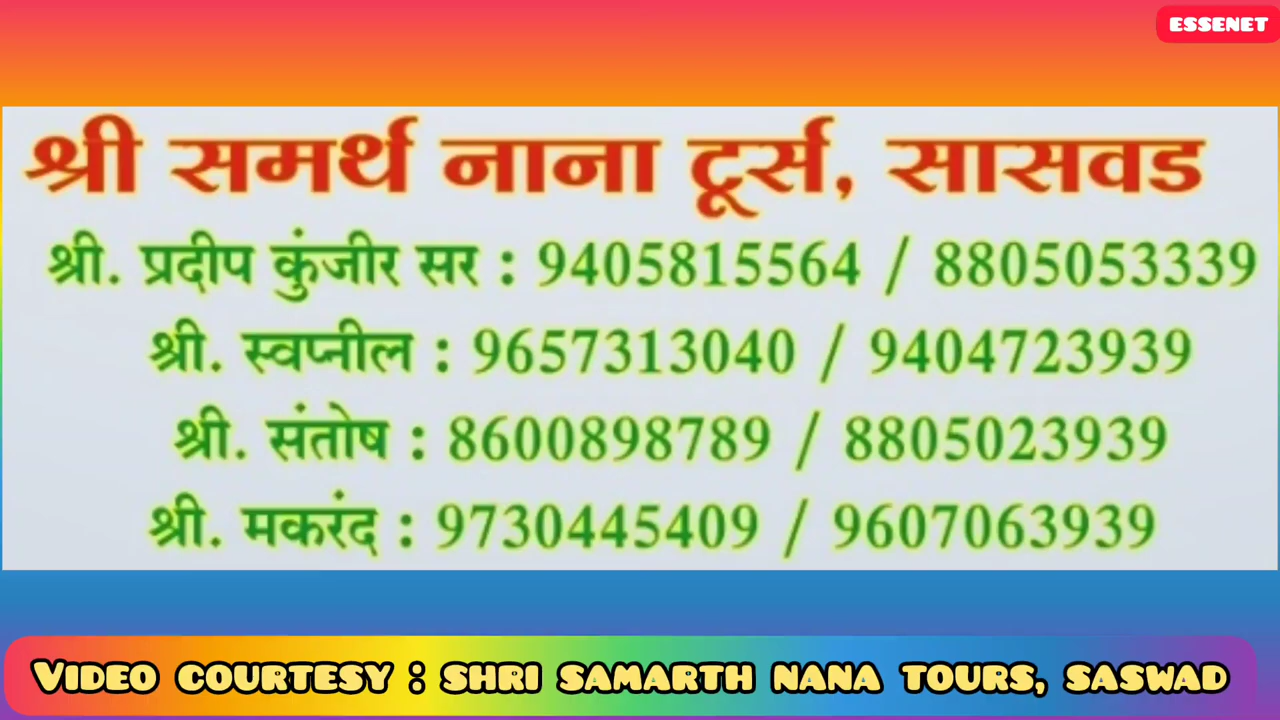 ESSENET
श्री समर्थ नाना टूर्स, सासवड
श्री. प्रदीप कुंजीर सर : 9405815564 / 8805053339
श्री. स्वप्नील : 9657313040 / 9404723939
श्री. संतोष : 8600898789 / 8805023939
श्री. मकरंद : 9730445409 / 9607063939
VIDEO COURTESY : SHRI SAMARTH NANA TOURS, SASWAD